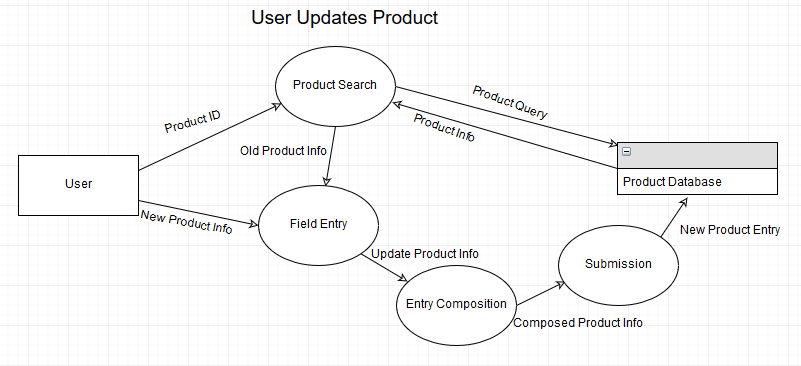 User Updates Product
Product Search
Product Query
Product ID
Product Info
Old Product Info
User
Product Database
New Product Info
Field Entry
New Product Entry
Update Product Info
Submission
Entry Composition
Composed Product Info